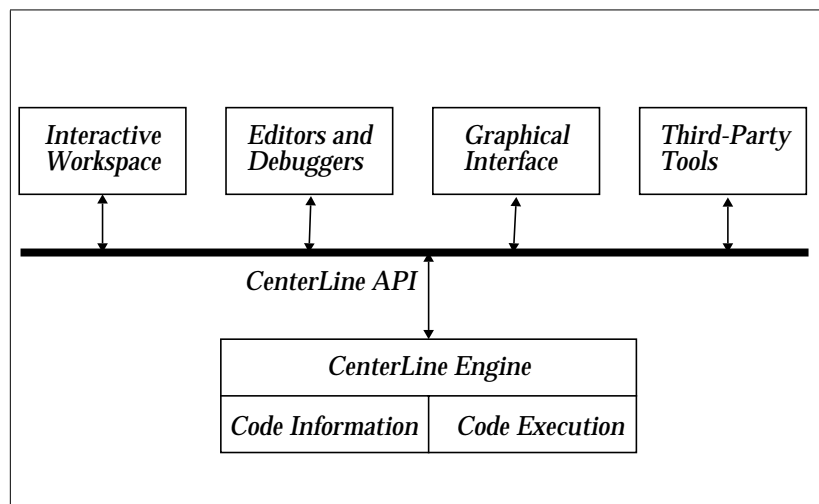 Interactive
Workspace
Editors and
Debuggers
Graphical
Interface
Third-Party
Tools
CenterLine API
CenterLine Engine
Code Information
Code Execution